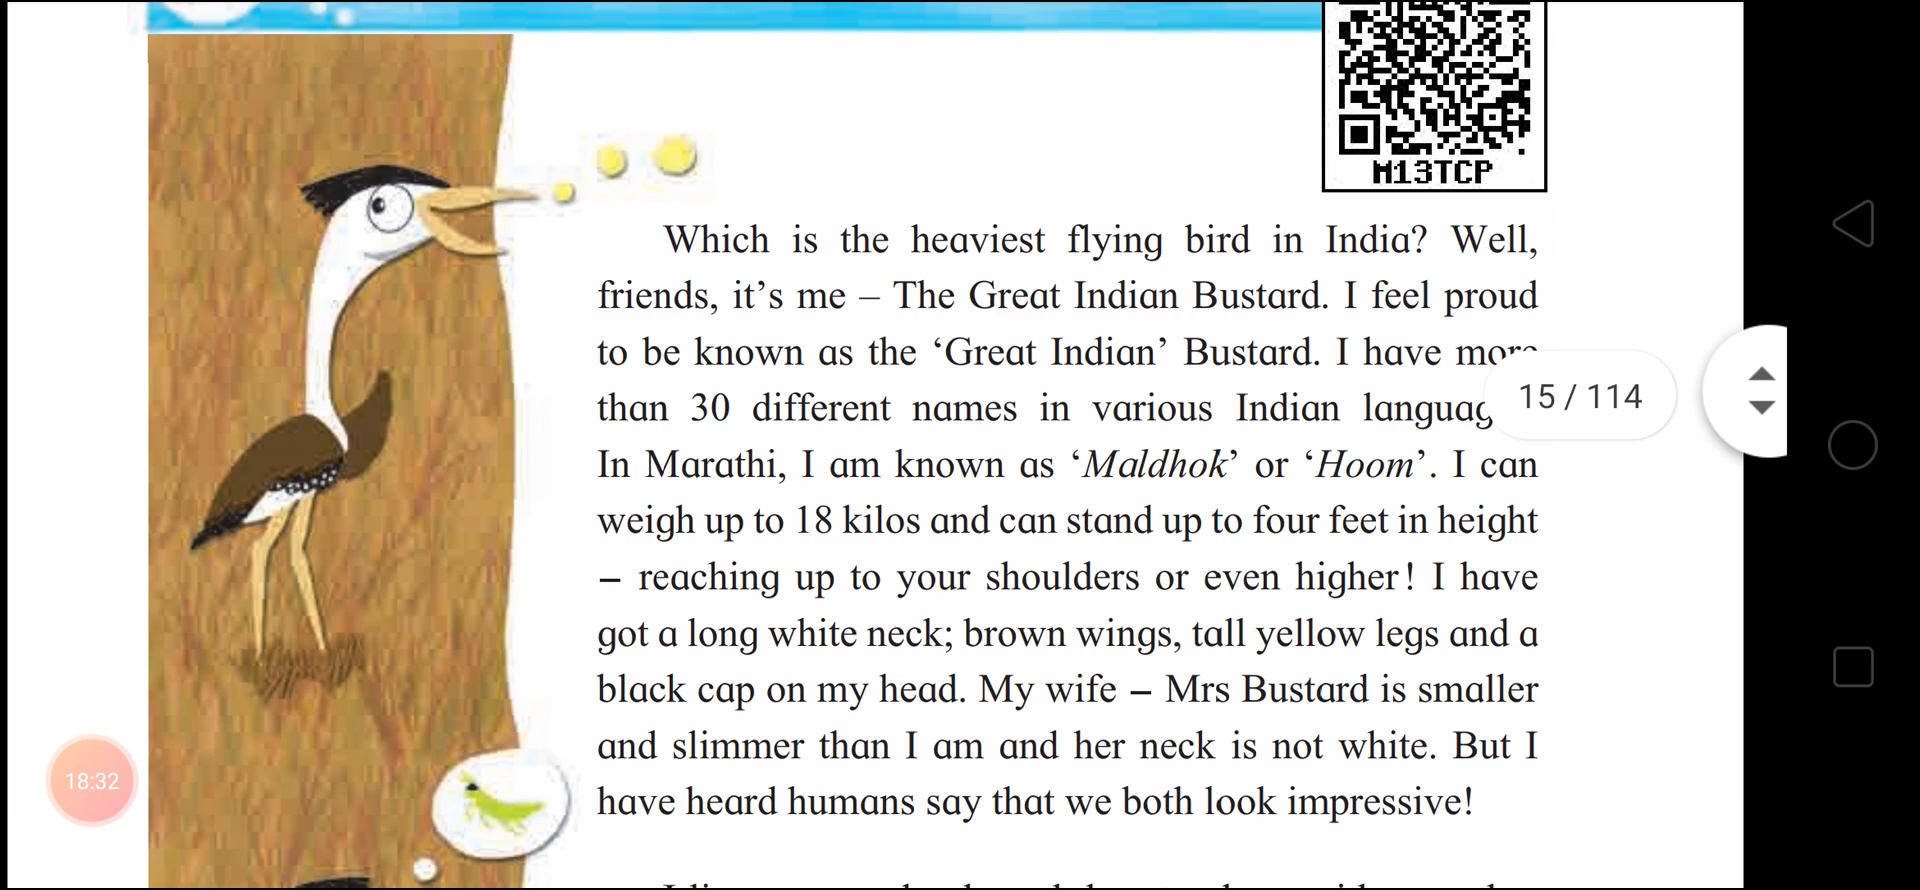 M13TCP
Which is the heaviest flying bird in India? Well,
friends, it’s me – The Great Indian Bustard. I feel proud
to be known as the ‘Great Indian’ Bustard. I have more
than 30 different names in various Indian
15 / 114
In Marathi, I am known as ‘Maldhok’ or ‘Hoom’. I can
weigh up to 18 kilos and can stand up to four feet in height
– reaching up to your shoulders or even higher! I have
got a long white neck; brown wings, tall yellow legs and a
black cap on my head. My wife – Mrs Bustard is smaller
and slimmer than I am and her neck is not white. But I
have heard humans say that we both look impressive!
18:32